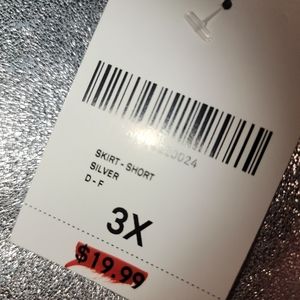 SKIRT - SHORT
SILVER
D - F
3X
$19.99